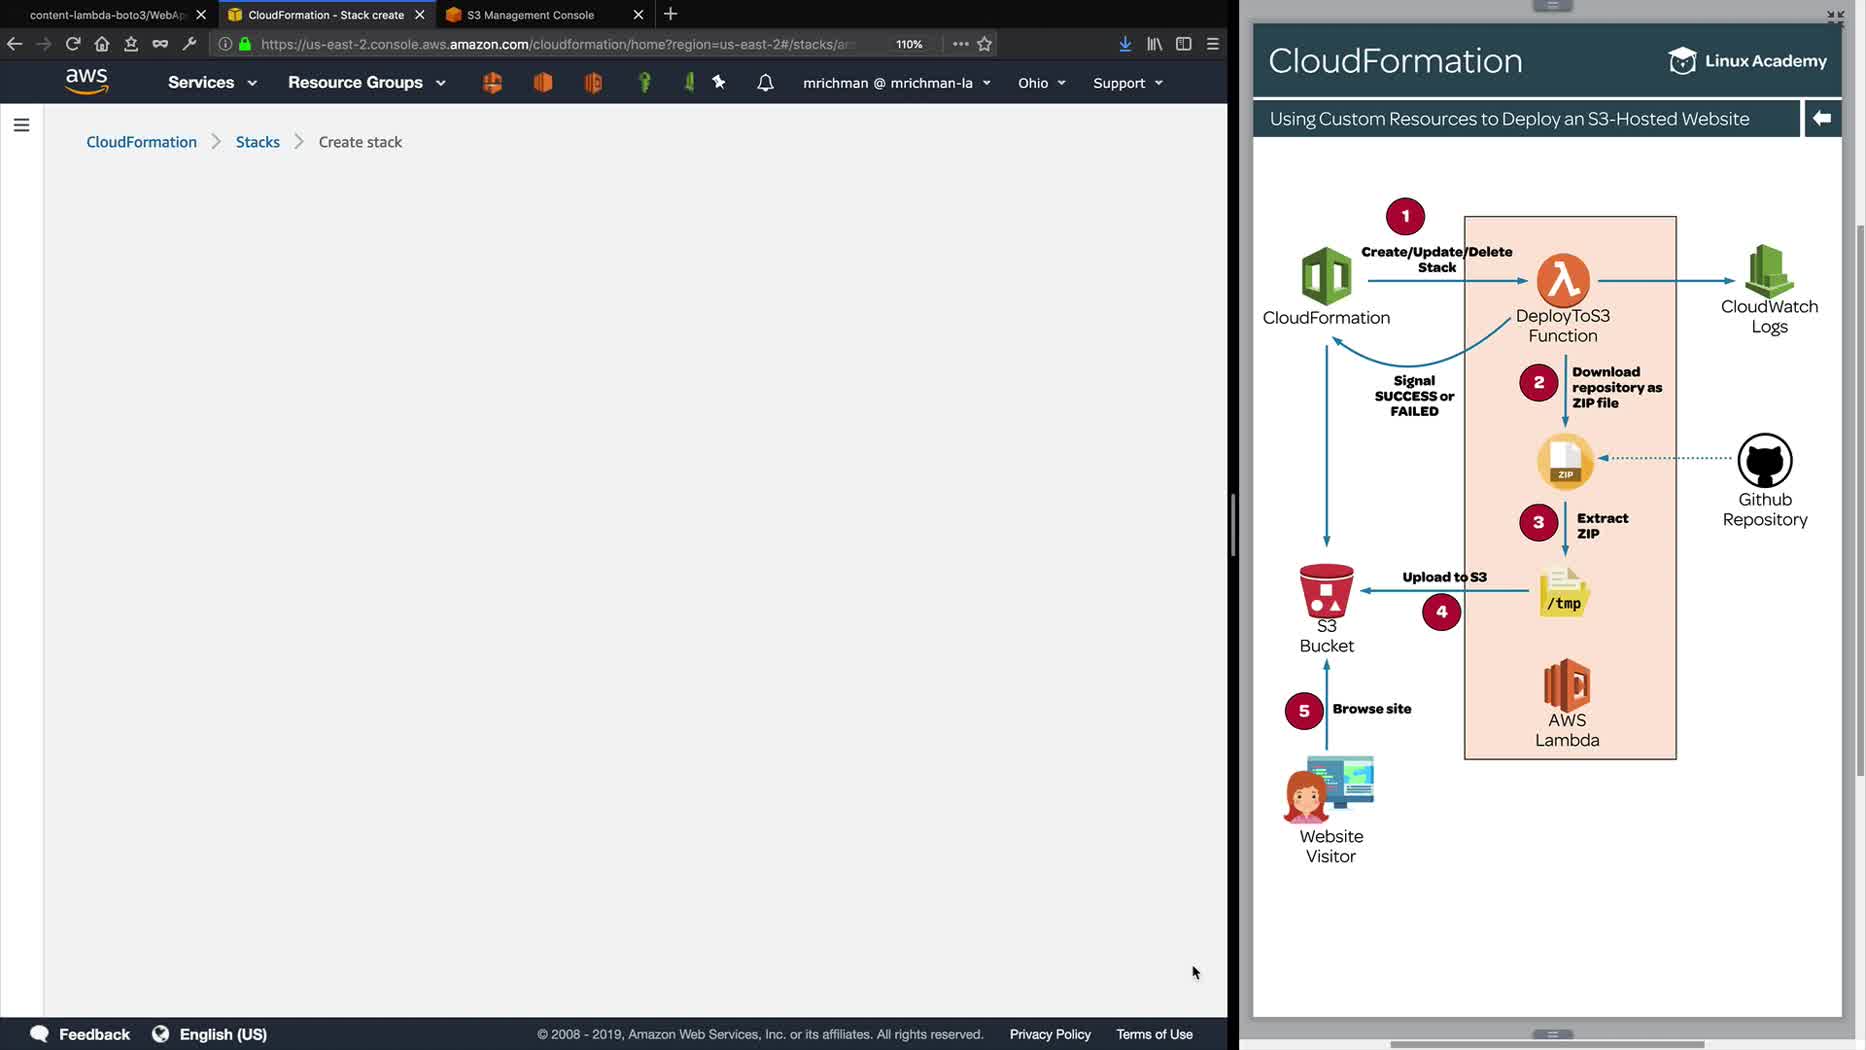 content-lambda-boto3/WebAp
CloudFormation - Stack create
S3 Management Console
https://us-east-2.console.aws.amazon.com/cloudformation/home?region=us-east-2#/stacks/
110%
aws
Services
Resource Groups
mrichman @ mrichman-la
Ohio
Support
CloudFormation
Stacks
Create stack
Feedback
English (US)
© 2008 - 2019, Amazon Web Services, Inc. or its affiliates. All rights reserved.
Privacy Policy
Terms of Use
CloudFormation
Linux Academy
Using Custom Resources to Deploy an S3-Hosted Website
1
Create/Update/Delete
Stack
CloudFormation
λ
DeployToS3
Function
CloudWatch
Logs
Signal
SUCCESS or
FAILED
2
Download
repository as
ZIP file
ZIP
Github
Repository
3
Extract
ZIP
Upload to S3
4
/tmp
S3
Bucket
AWS
Lambda
5
Browse site
Website
Visitor